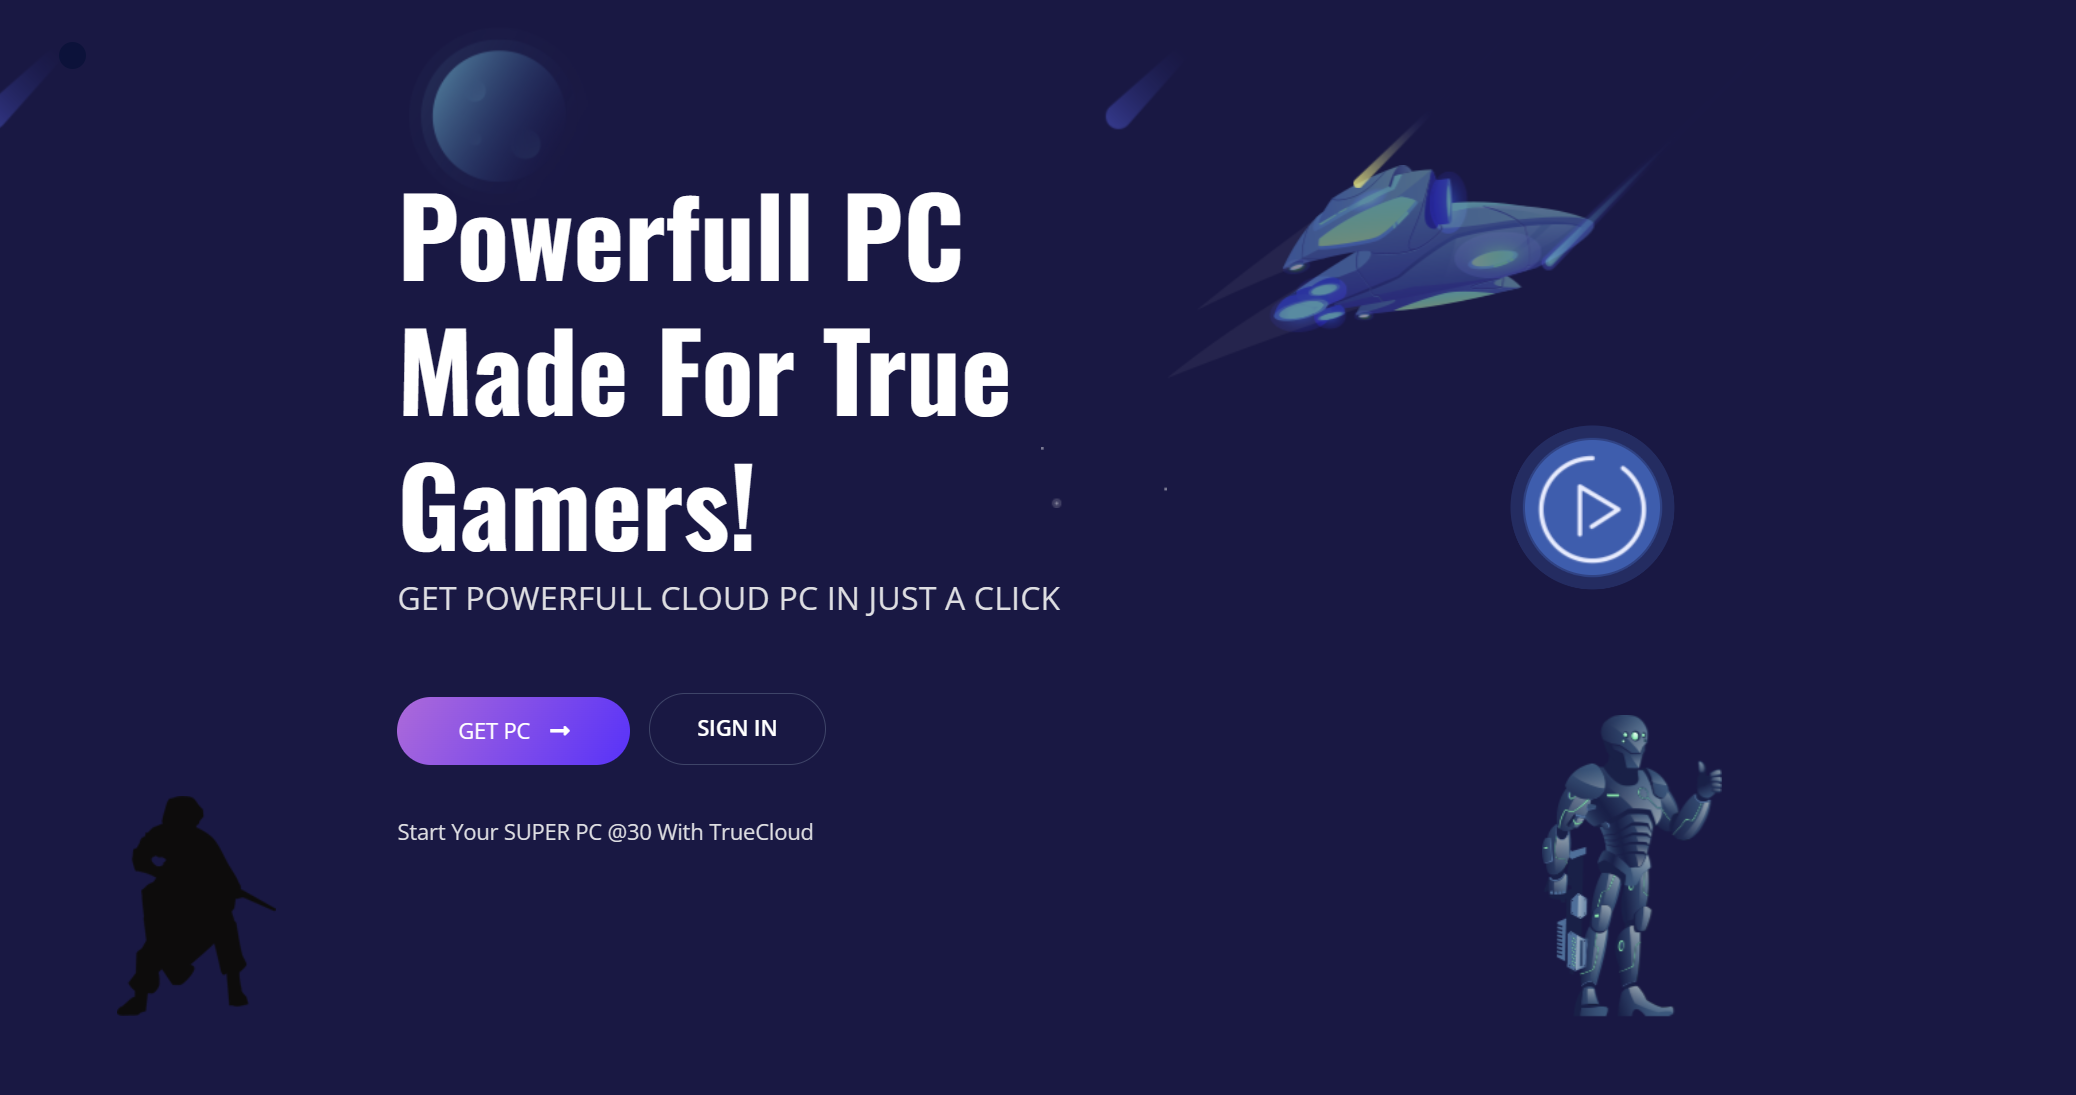 Powerfull PC
Made For True
Gamers!
GET POWERFULL CLOUD PC IN JUST A CLICK
GET PC
SIGN IN
Start Your SUPER PC @30 With TrueCloud